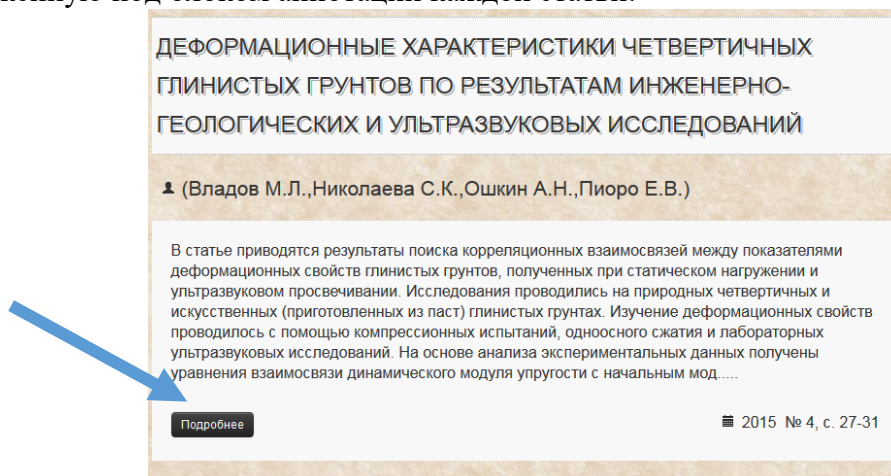 ДЕФОРМАЦИОННЫЕ ХАРАКТЕРИСТИКИ ЧЕТВЕРТИЧНЫХ
ГЛИНИСТЫХ ГРУНТОВ ПО РЕЗУЛЬТАТАМ ИНЖЕНЕРНО-
ГЕОЛОГИЧЕСКИХ И УЛЬТРАЗВУКОВЫХ ИССЛЕДОВАНИЙ
(Владов М.Л.,Николаева С.К.,Ошкин А.Н.,Пиоро Е.В.)
В статье приводятся результаты поиска корреляционных взаимосвязей между показателями
деформационных свойств глинистых грунтов, полученных при статическом нагружении и
ультразвуковом просвечивании. Исследования проводились на природных четвертичных и
искусственных (приготовленных из паст) глинистых грунтах. Изучение деформационных свойств
проводилось с помощью компрессионных испытаний, одноосного сжатия и лабораторных
ультразвуковых исследований. На основе анализа экспериментальных данных получены
уравнения взаимосвязи динамического модуля упругости с начальным мод.....
Подробнее
2015 № 4, с. 27-31